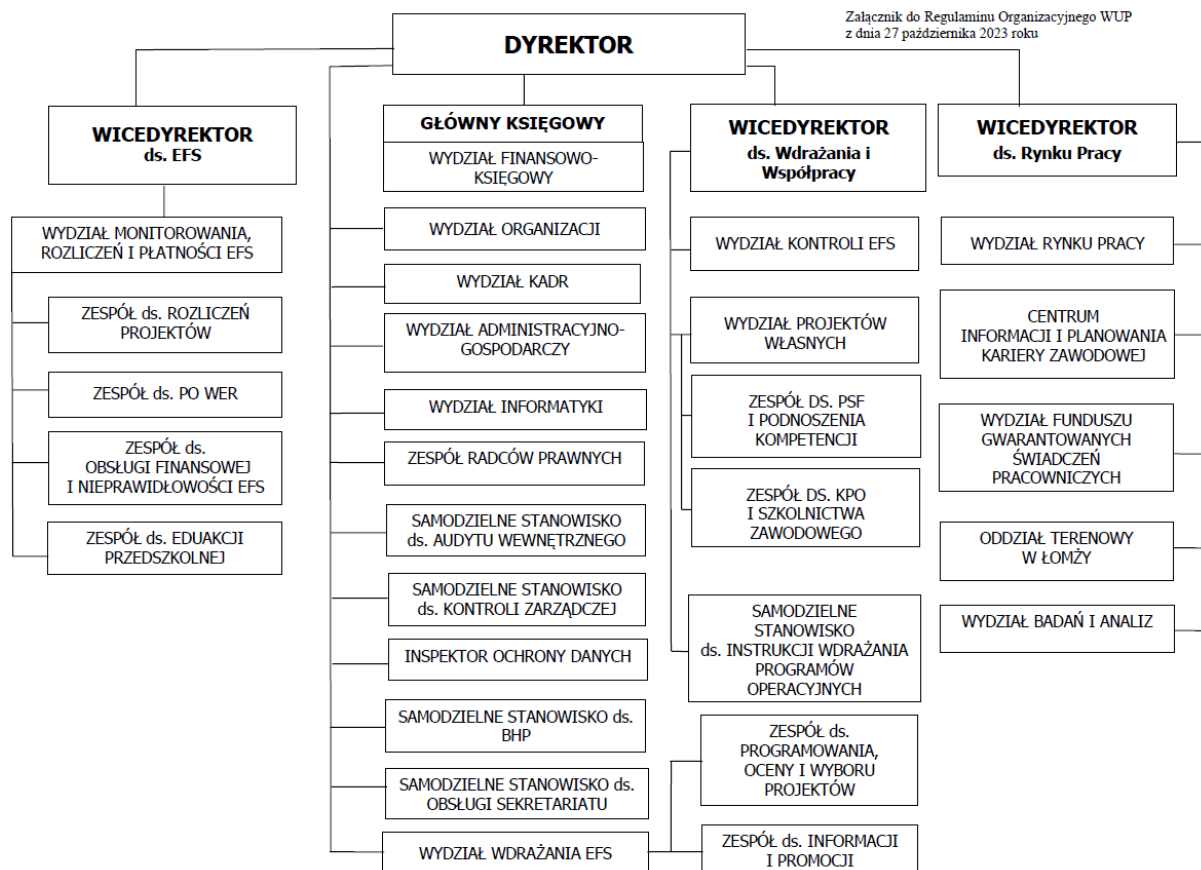 Załącznik do Regulaminu Organizacyjnego WUP
z dnia 27 października 2023 roku
DYREKTOR
WICEDYREKTOR
ds. EFS
WYDZIAŁ MONITOROWANIA,
ROZLICZEŃ I PŁATNOŚCI EFS
ZESPÓŁ ds. ROZLICZEŃ
PROJEKTÓW
ZESPÓŁ ds. PO WER
ZESPÓŁ ds.
OBSŁUGI FINANSOWEJ
I NIEPRAWIDŁOWOŚCI EFS
ZESPÓŁ ds. EDUAKCJI
PRZEDSZKOLNEJ
GŁÓWNY KSIĘGOWY
WYDZIAŁ FINANSOWO-
KSIĘGOWY
WYDZIAŁ ORGANIZACJI
WYDZIAŁ KADR
WYDZIAŁ ADMINISTRACYJNO-
GOSPODARCZY
WYDZIAŁ INFORMATYKI
ZESPÓŁ RADCÓW PRAWNYCH
SAMODZIELNE STANOWISKO
ds. AUDYTU WEWNĘTRZNEGO
SAMODZIELNE STANOWISKO
ds. KONTROLI ZARZĄDCZEJ
INSPEKTOR OCHRONY DANYCH
SAMODZIELNE STANOWISKO ds.
BHP
SAMODZIELNE STANOWISKO ds.
OBSŁUGI SEKRETARIATU
WYDZIAŁ WDRAŻANIA EFS
WICEDYREKTOR
ds. Wdrażania i
Współpracy
WYDZIAŁ KONTROLI EFS
WYDZIAŁ PROJEKTÓW
WŁASNYCH
ZESPÓŁ DS. PSF
I PODNOSZENIA
KOMPETENCJI
ZESPÓŁ DS. KPO
I SZKOLNICTWA
ZAWODOWEGO
SAMODZIELNE
STANOWISKO
ds. INSTRUKCJI WDRAŻANIA
PROGRAMÓW
OPERACYJNYCH
ZESPÓŁ ds.
PROGRAMOWANIA,
OCENY I WYBORU
PROJEKTÓW
ZESPÓŁ ds. INFORMACJI
I PROMOCJI
WICEDYREKTOR
ds. Rynku Pracy
WYDZIAŁ RYNKU PRACY
CENTRUM
INFORMACJI I PLANOWANIA
KARIERY ZAWODOWEJ
WYDZIAŁ FUNDUSZU
GWARANTOWANYCH
ŚWIADCZEŃ
PRACOWNICZYCH
ODDZIAŁ TERENOWY
W ŁOMŻY
WYDZIAŁ BADAŃ I ANALIZ